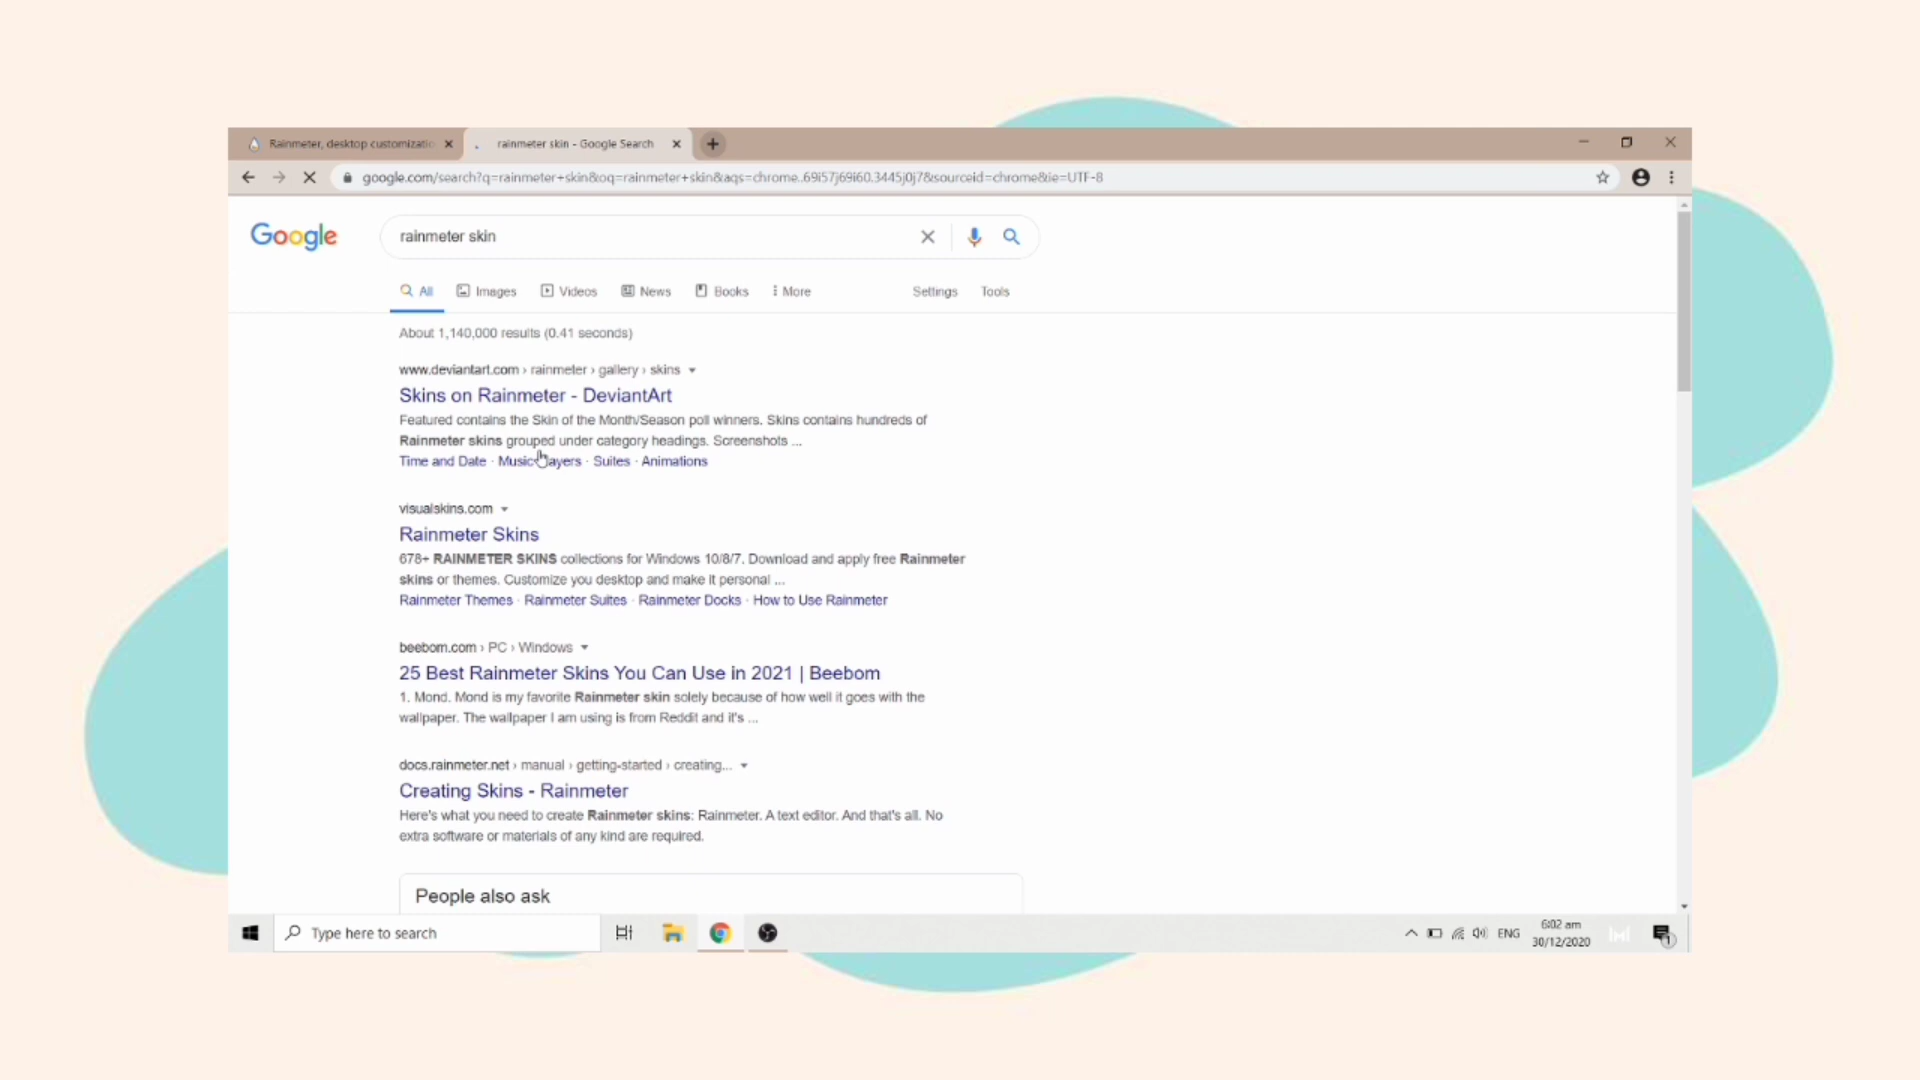 Rainmeter, desktop customizatio
rainmeter skin - Google Search
google.com/search?q=rainmeter+skin&oq=rainmeter+skin&aqs=chrome..69i57j69i60.3445j0j7&sourceid=chrome&ie=UTF-8
Google
rainmeter skin
All Images Videos News Books More Settings Tools
About 1,140,000 results (0.41 seconds)
www.deviantart.com › rainmeter › gallery › skins
Skins on Rainmeter - DeviantArt
Featured contains the Skin of the Month/Season poll winners. Skins contains hundreds of
Rainmeter skins grouped under category headings. Screenshots ...
Time and Date · Music ayers · Suites · Animations
visualskins.com
Rainmeter Skins
678+ RAINMETER SKINS collections for Windows 10/8/7. Download and apply free Rainmeter
skins or themes. Customize you desktop and make it personal ...
Rainmeter Themes · Rainmeter Suites · Rainmeter Docks · How to Use Rainmeter
beebom.com › PC › Windows
25 Best Rainmeter Skins You Can Use in 2021 | Beebom
1. Mond. Mond is my favorite Rainmeter skin solely because of how well it goes with the
wallpaper. The wallpaper I am using is from Reddit and it's ...
docs.rainmeter.net › manual › getting-started › creating...
Creating Skins - Rainmeter
Here's what you need to create Rainmeter skins: Rainmeter. A text editor. And that's all. No
extra software or materials of any kind are required.
People also ask
Type here to search
ENG
6:02 am
30/12/2020
1